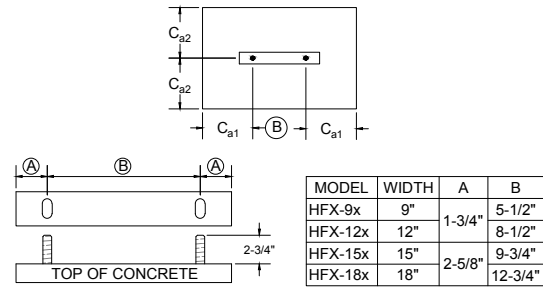 Ca2
Ca2
Ca1 B Ca1
A B A
2-3/4"
TOP OF CONCRETE
MODEL WIDTH A B
HFX-9x 9" 1-3/4" 5-1/2"
HFX-12x 12" 8-1/2"
HFX-15x 15" 2-5/8" 9-3/4"
HFX-18x 18" 12-3/4"